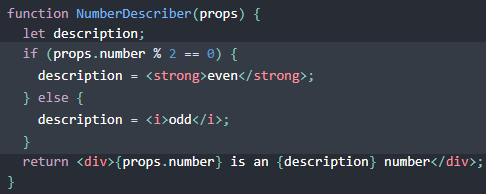 function NumberDescriber(props) {
  let description;
  if (props.number % 2 == 0) {
    description = <strong>even</strong>;
  } else {
    description = <i>odd</i>;
  }
  return <div>{props.number} is an {description} number</div>;
}